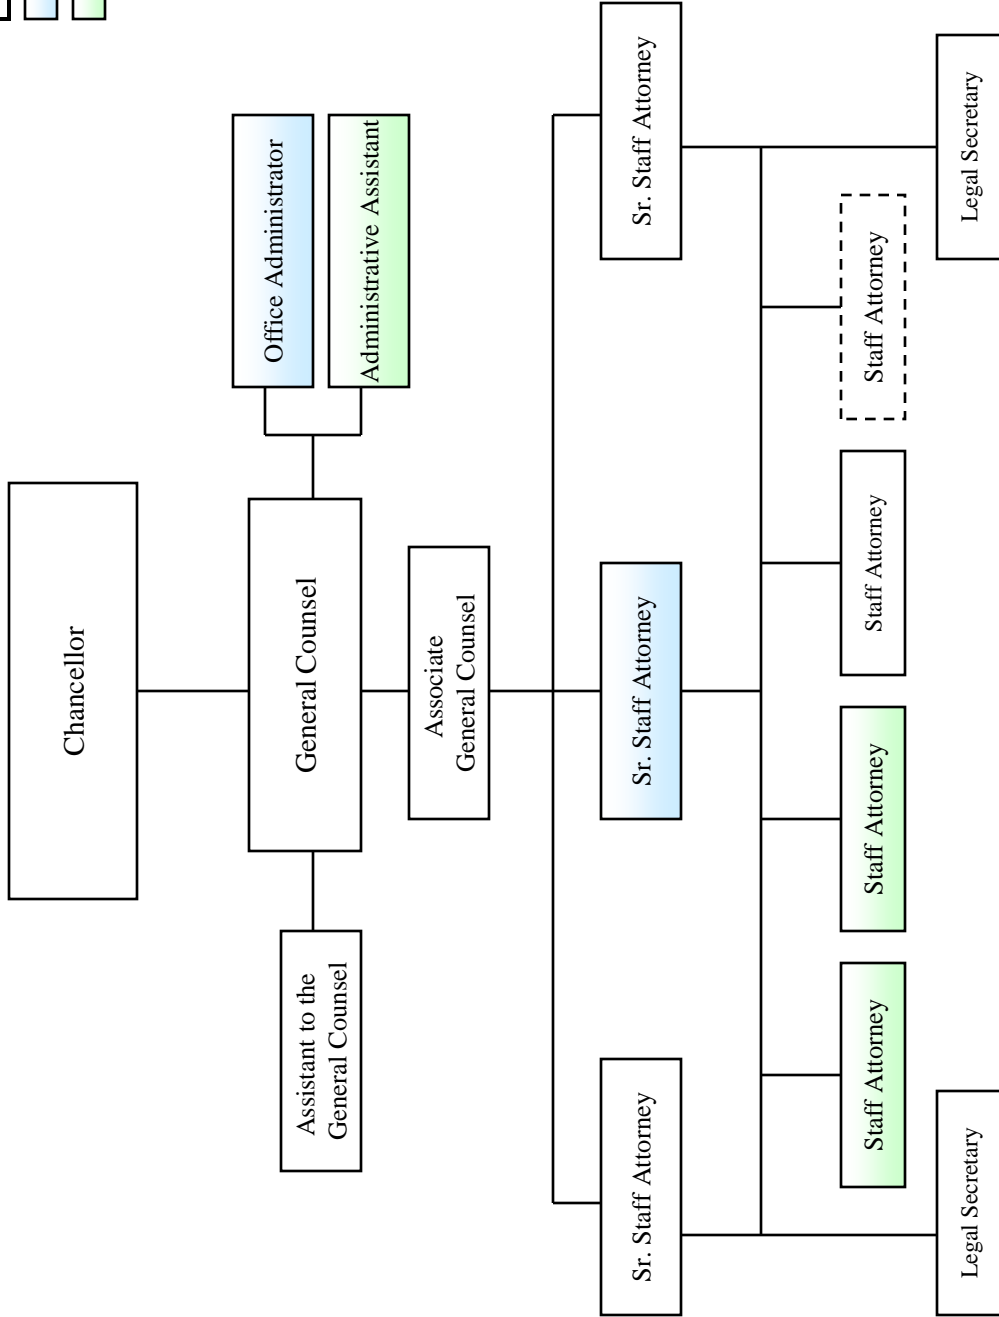 Chancellor
General Counsel
Assistant to the
General Counsel
Office Administrator
Administrative Assistant
Associate
General Counsel
Sr. Staff Attorney
Sr. Staff Attorney
Sr. Staff Attorney
Staff Attorney
Staff Attorney
Staff Attorney
Staff Attorney
Legal Secretary
Legal Secretary